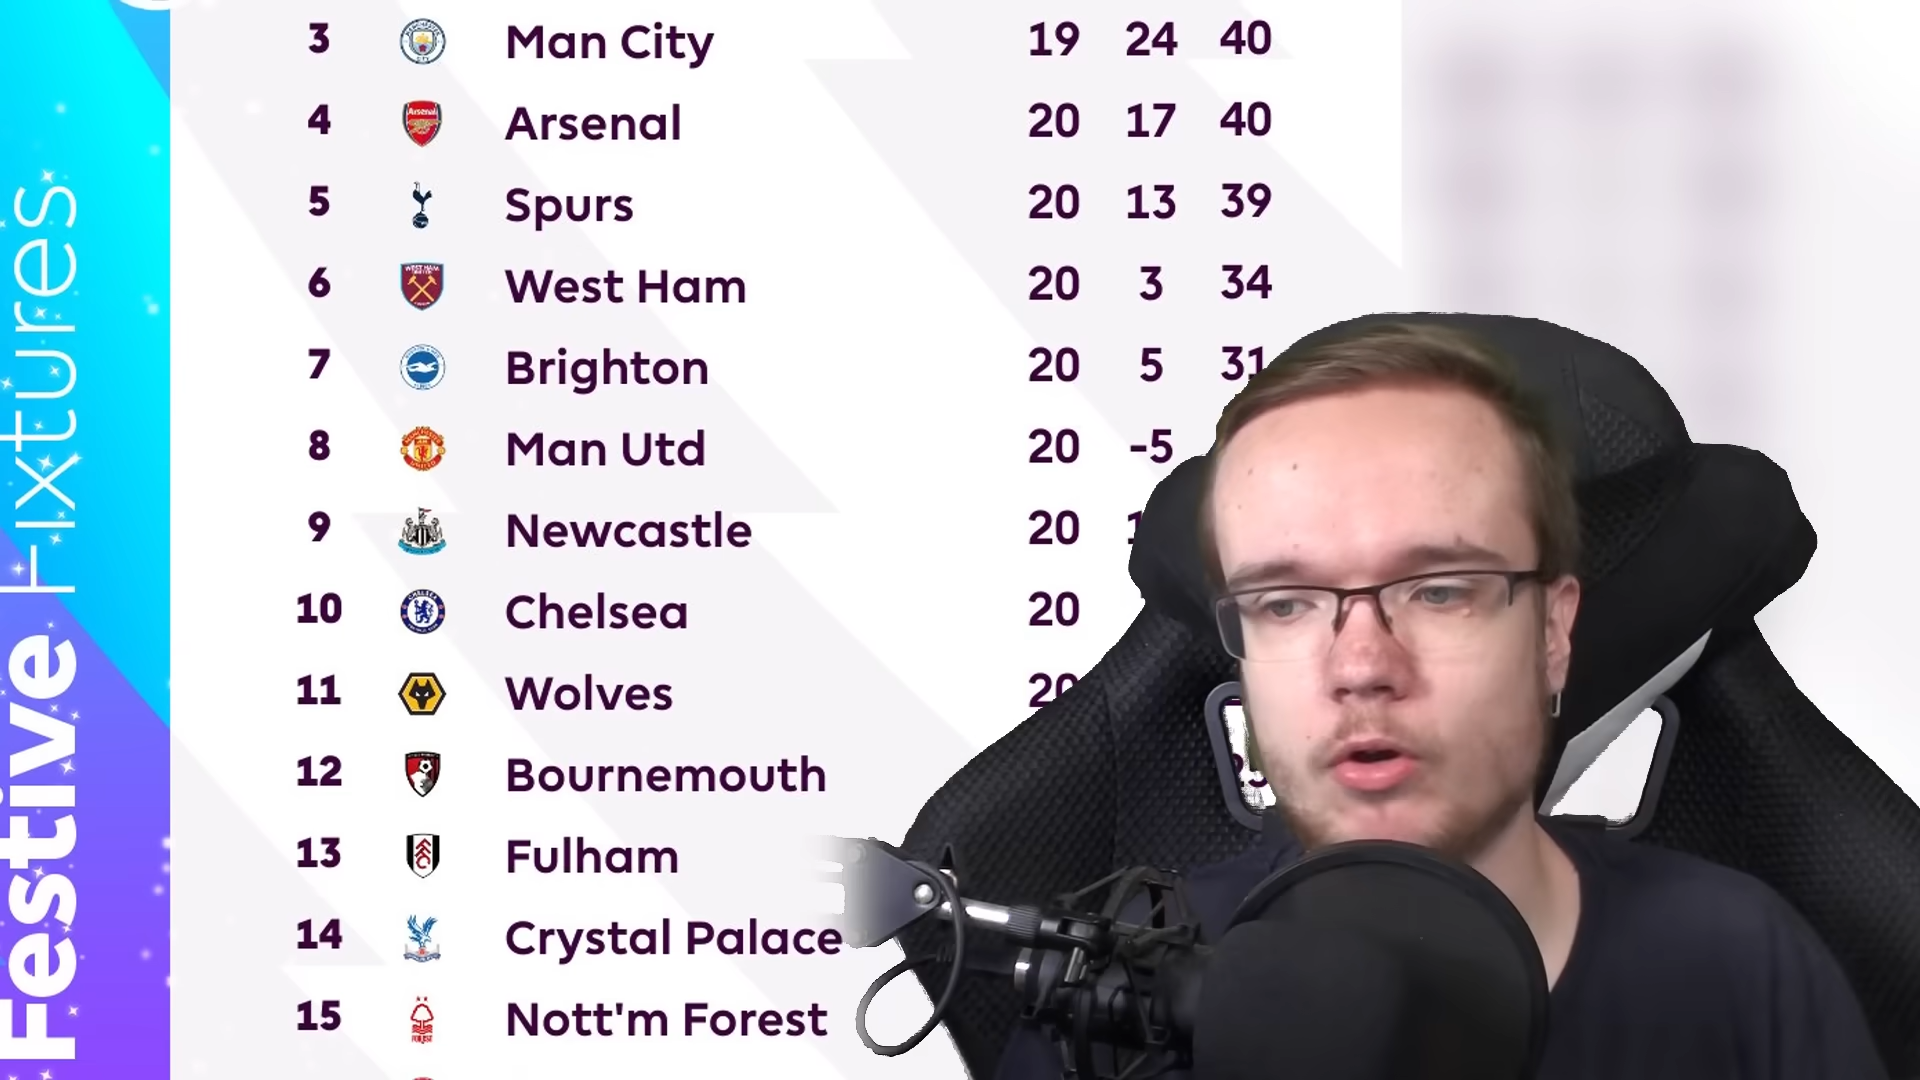 Festive Fixtures
3 Man City 19 24 40
4 Arsenal 20 17 40
5 Spurs 20 13 39
6 West Ham 20 3 34
7 Brighton 20 5 31
8 Man Utd 20 -5
9 Newcastle 20
10 Chelsea 20
11 Wolves 20
12 Bournemouth
13 Fulham
14 Crystal Palace
15 Nott'm Forest